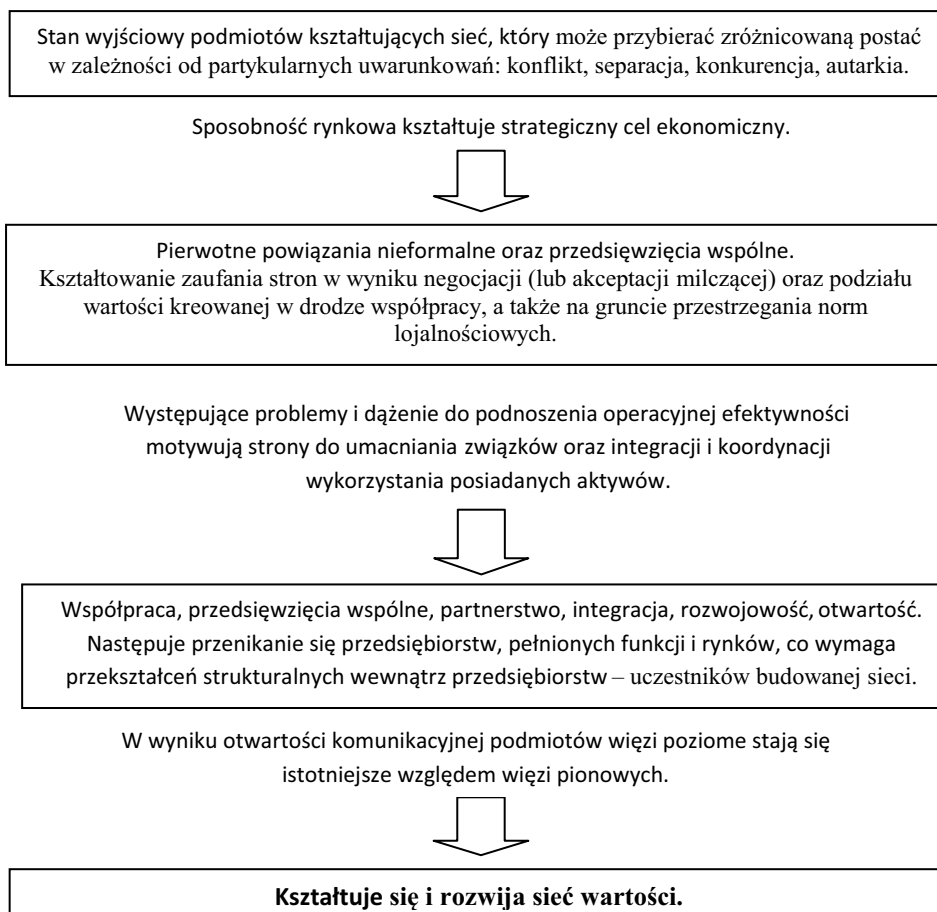 Stan wyjściowy podmiotów kształtujących sieć, który może przybierać zróżnicowaną postać
w zależności od partykularnych uwarunkowań: konflikt, separacja, konkurencja, autarkia.
Sposobność rynkowa kształtuje strategiczny cel ekonomiczny.
Pierwotne powiązania nieformalne oraz przedsięwzięcia wspólne.
Kształtowanie zaufania stron w wyniku negocjacji (lub akceptacji milczącej) oraz podziału
wartości kreowanej w drodze współpracy, a także na gruncie przestrzegania norm
lojalnościowych.
Występujące problemy i dążenie do podnoszenia operacyjnej efektywności
motywują strony do umacniania związków oraz integracji i koordynacji
wykorzystania posiadanych aktywów.
Współpraca, przedsięwzięcia wspólne, partnerstwo, integracja, rozwojowość, otwartość.
Następuje przenikanie się przedsiębiorstw, pełnionych funkcji i rynków, co wymaga
przekształceń strukturalnych wewnątrz przedsiębiorstw – uczestników budowanej sieci.
W wyniku otwartości komunikacyjnej podmiotów więzi poziome stają się
istotniejsze względem więzi pionowych.
Kształtuje się i rozwija sieć wartości.